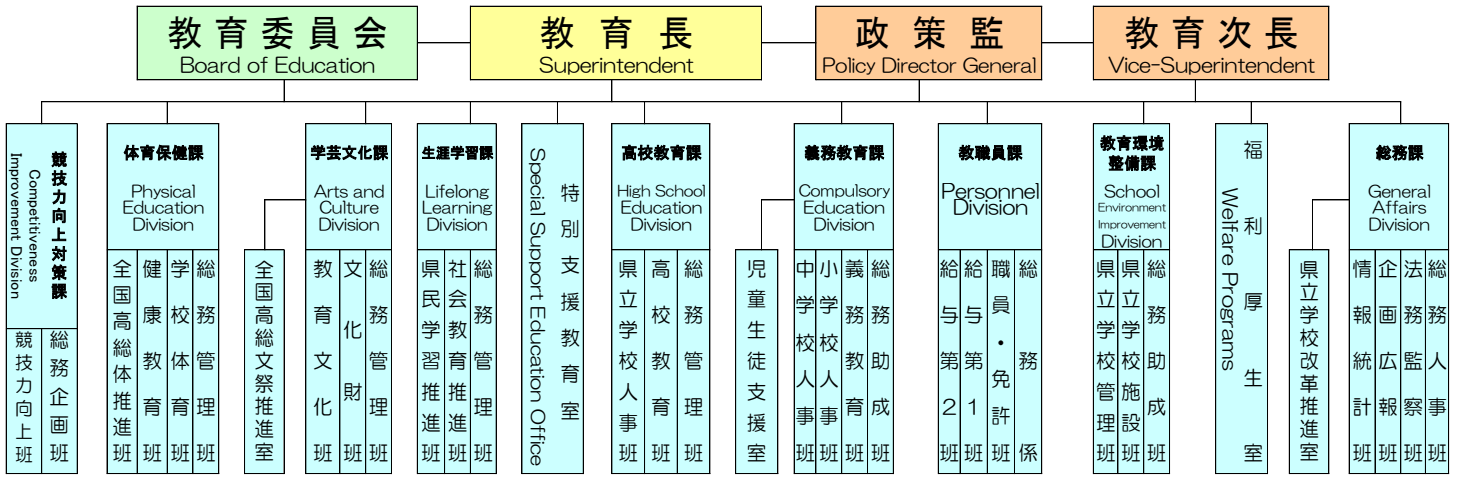 教育委員会
Board of Education
教育長
Superintendent
政策監
Policy Director General
教育次長
Vice-Superintendent
競技力向上対策課
Competitiveness
Improvement Division
総務企画班
競技力向上班
体育保健課
Physical
Education
Division
全国高総体推進班
健康教育班
学校体育班
総務管理班
全国高総文祭推進室
学芸文化課
Arts and
Culture
Division
教育文化班
文化財班
総務管理班
生涯学習課
Lifelong
Learning
Division
県民学習推進班
社会教育推進班
総務管理班
特別支援教育室
Special Support Education Office
高校教育課
High School
Education
Division
県立学校人事班
高校教育班
総務管理班
児童生徒支援室
義務教育課
Compulsory
Education
Division
中学校人事班
小学校人事班
義務教育班
総務助成班
教職員課
Personnel
Division
給与第2班
給与第1班
職員・免許班
総務係
教育環境
整備課
School
Environment
Improvement
Division
県立学校管理班
県立学校施設班
総務助成班
福利厚生室
Welfare Programs
県立学校改革推進室
総務課
General
Affairs
Division
情報統計班
企画広報班
法務監察班
総務人事班